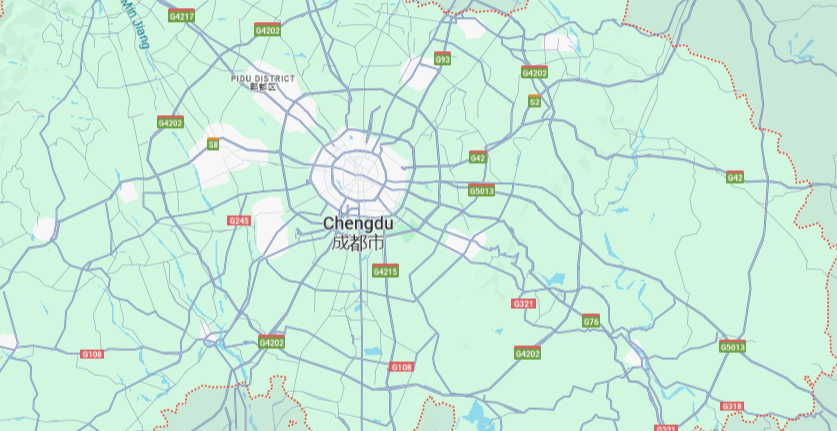 G4217
Min Jiang
G4202
G93
G4202
PIDU DISTRICT
郫都区
S2
G4202
S8
G42
G42
G5013
G245
Chengdu
成都市
G4215
G321
G76
G4202
G108
G4202
G5013
G108
G318
G321